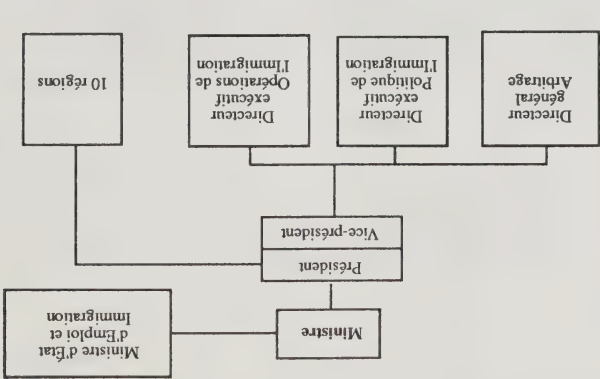 Ministre
Ministre d'État
d'Emploi et
Immigration
Président
Vice-président
Directeur
général
Arbitrage
Directeur
exécutif
Politique de
l'Immigration
Directeur
exécutif
Opérations de
l'Immigration
10 régions